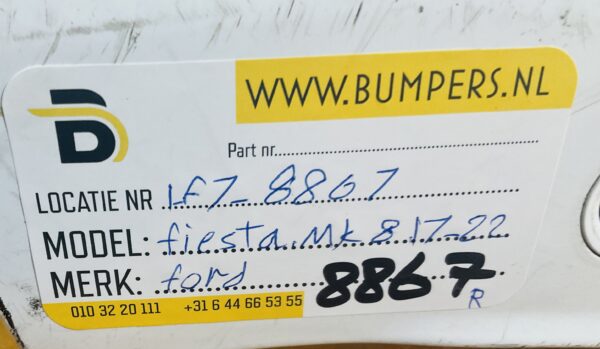 WWW.BUMPERS.NL
Part nr.
LOCATIE NR lf7-8867
MODEL: fiesta Mk 8 17-22
MERK: ford
8867 R
010 32 20 111 +31 6 44 66 53 55